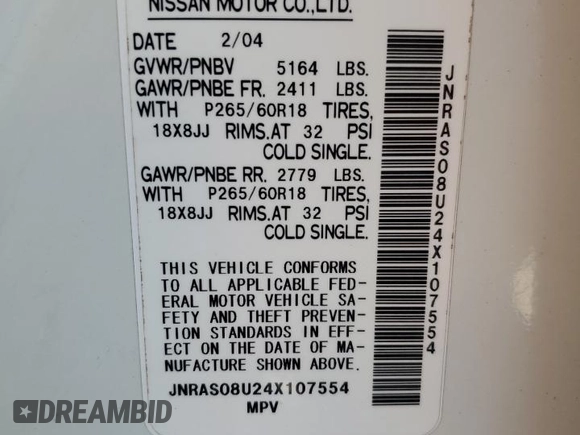 NISSAN MOTOR CO.,LTD.
DATE 2/04
GVWR/PNBV 5164 LBS.
GAWR/PNBE FR. 2411 LBS.
WITH P265/60R18 TIRES,
18X8JJ RIMS.AT 32 PSI
COLD SINGLE.
GAWR/PNBE RR. 2779 LBS.
WITH P265/60R18 TIRES,
18X8JJ RIMS.AT 32 PSI
COLD SINGLE.
THIS VEHICLE CONFORMS
TO ALL APPLICABLE FED-
ERAL MOTOR VEHICLE SA-
FETY AND THEFT PREVEN-
TION STANDARDS IN EFF-
ECT ON THE DATE OF MA-
NUFACTURE SHOWN ABOVE.
JNRAS08U24X107554
MPV
JNRAS08U24X107554
DREAMBID